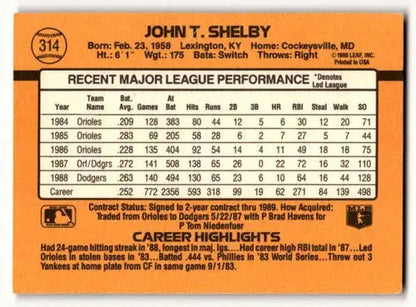 314
JOHN T. SHELBY
Born: Feb. 23, 1958 Lexington, KY Home: Cockeysville, MD
Ht.: 6'1" Wgt.: 175 Bats: Switch Throws: Right
© 1989 LEAF, INC.
Printed in USA
RECENT MAJOR LEAGUE PERFORMANCE *Denotes Led League
Year Team Name Bat. Avg. Games At Bat Hits Runs 2B 3B HR RBI Steal Walk SO
1984 Orioles .209 128 383 80 44 12 5 6 30 12 20 71
1985 Orioles .283 69 205 58 28 6 2 7 27 5 7 44
1986 Orioles .228 135 404 92 54 14 4 11 49 18 18 75
1987 Orl/Ddgrs .272 141 508 138 65 26 0 22 72 16 32 110
1988 Dodgers .263 140 494 130 65 23 6 10 64 16 44 128
Career .252 772 2356 593 318 99 19 62 271 84 139 498
Contract Status: Signed to 2-year contract thru 1989. How Acquired:
Traded from Orioles to Dodgers 5/22/87 with P Brad Havens for
P Tom Niedenfuer
CAREER HIGHLIGHTS
Had 24-game hitting streak in '88, longest in majr. lgs....Had career high RBI total in '87...Led
Orioles in stolen bases in '83...Batted .444 vs. Phillies in '83 World Series...Threw out 3
Yankees at home plate from CF in same game 9/1/83.